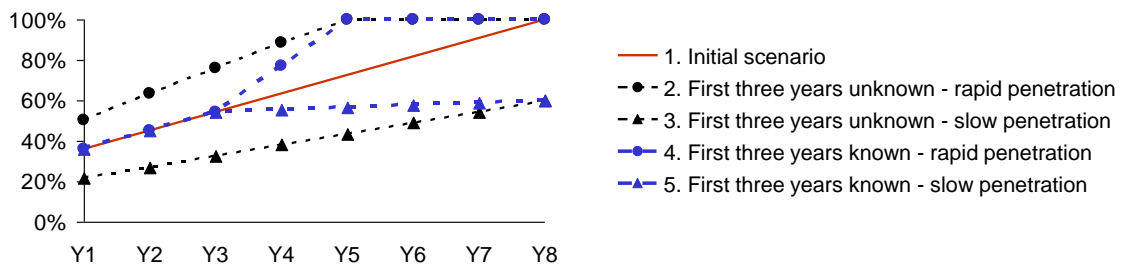 100%
80%
60%
40%
20%
0%
Y1 Y2 Y3 Y4 Y5 Y6 Y7 Y8
1. Initial scenario
2. First three years unknown - rapid penetration
3. First three years unknown - slow penetration
4. First three years known - rapid penetration
5. First three years known - slow penetration